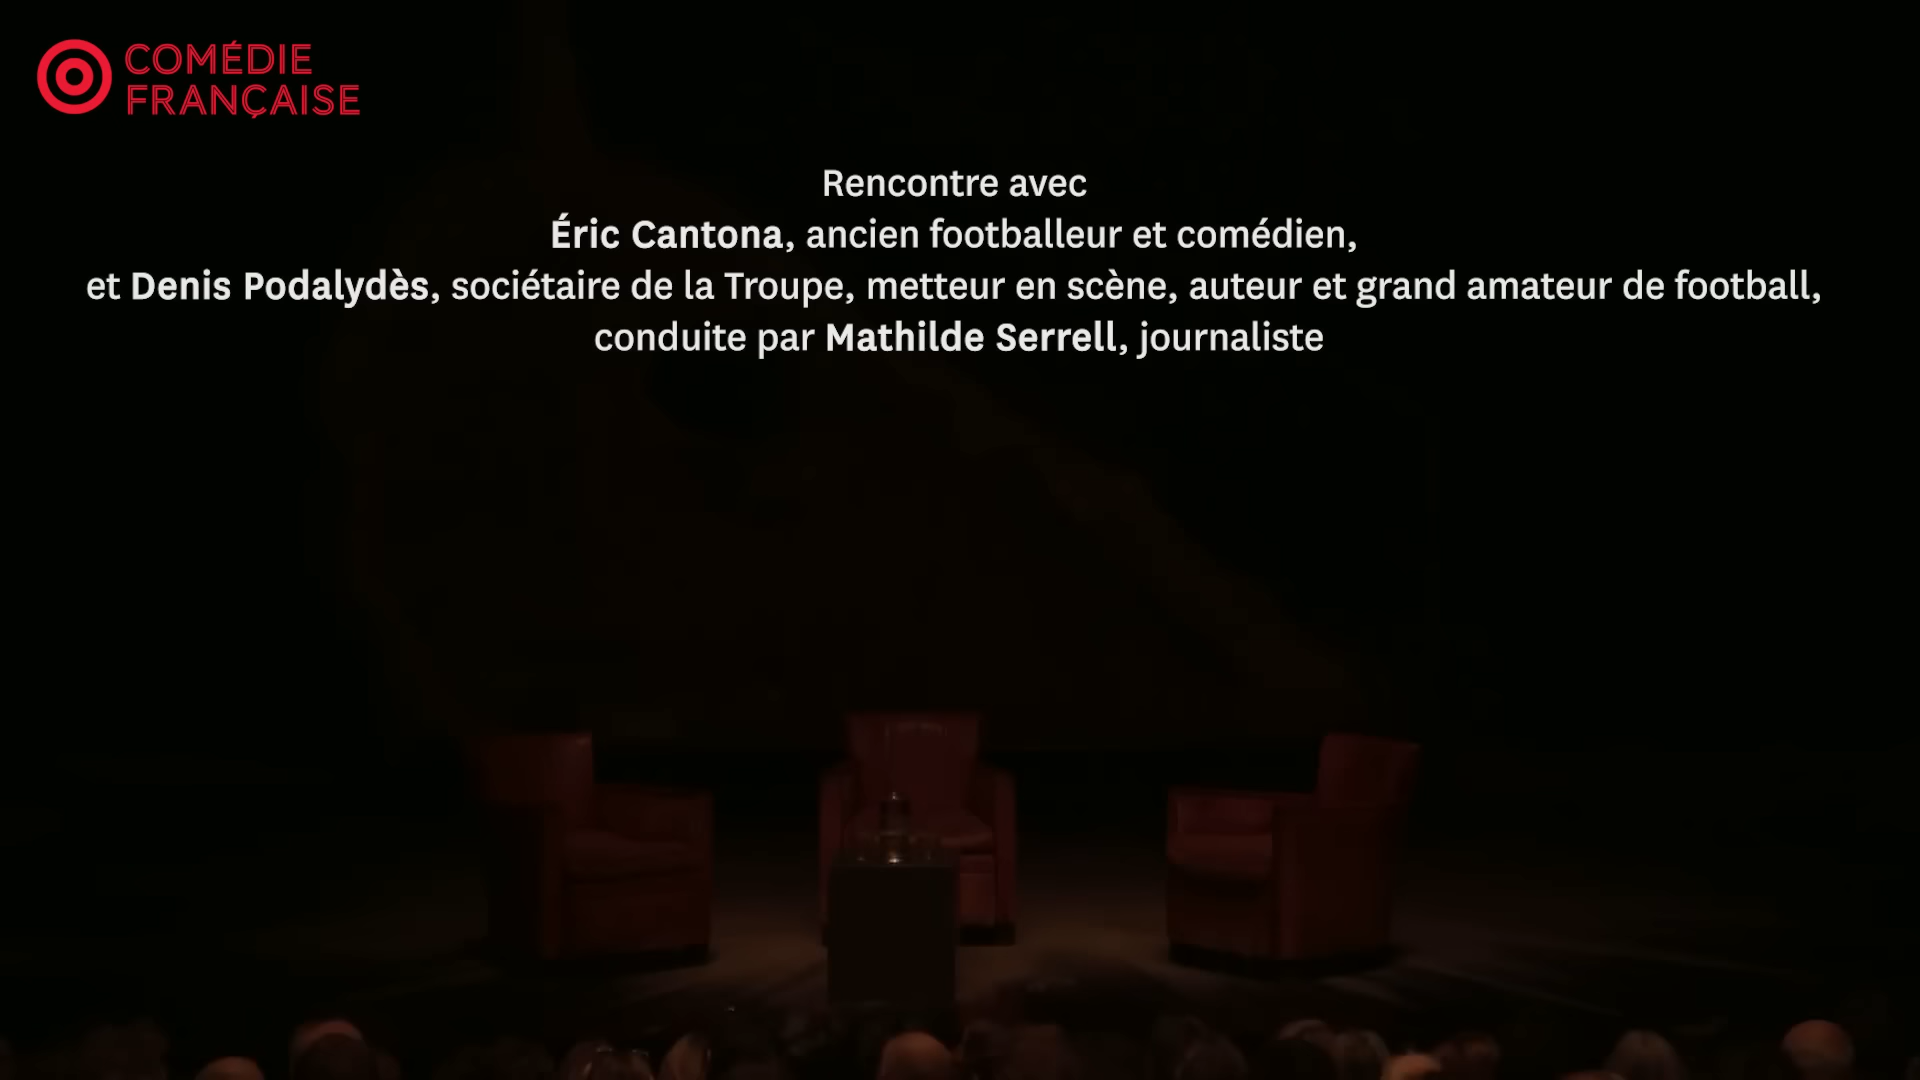 COMÉDIE
FRANÇAISE
Rencontre avec
Éric Cantona, ancien footballeur et comédien,
et Denis Podalydès, sociétaire de la Troupe, metteur en scène, auteur et grand amateur de football,
conduite par Mathilde Serrell, journaliste